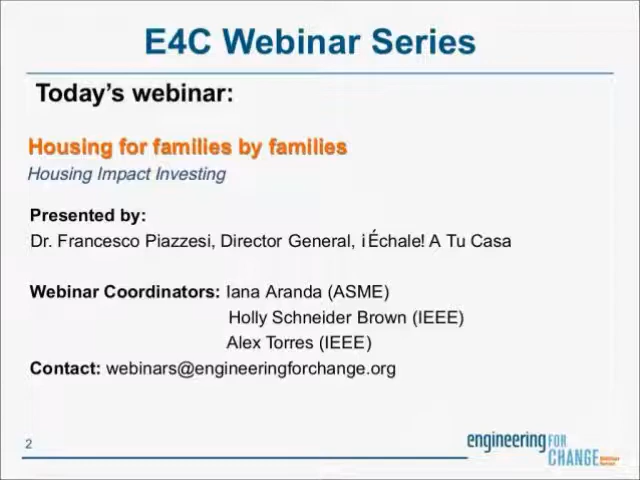 E4C Webinar Series
Today's webinar:
Housing for families by families
Housing Impact Investing
Presented by:
Dr. Francesco Piazzesi, Director General, ¡Échale! A Tu Casa
Webinar Coordinators: Iana Aranda (ASME)
Holly Schneider Brown (IEEE)
Alex Torres (IEEE)
Contact: webinars@engineeringforchange.org
2
engineering FOR
CHANGE Webinar
Series